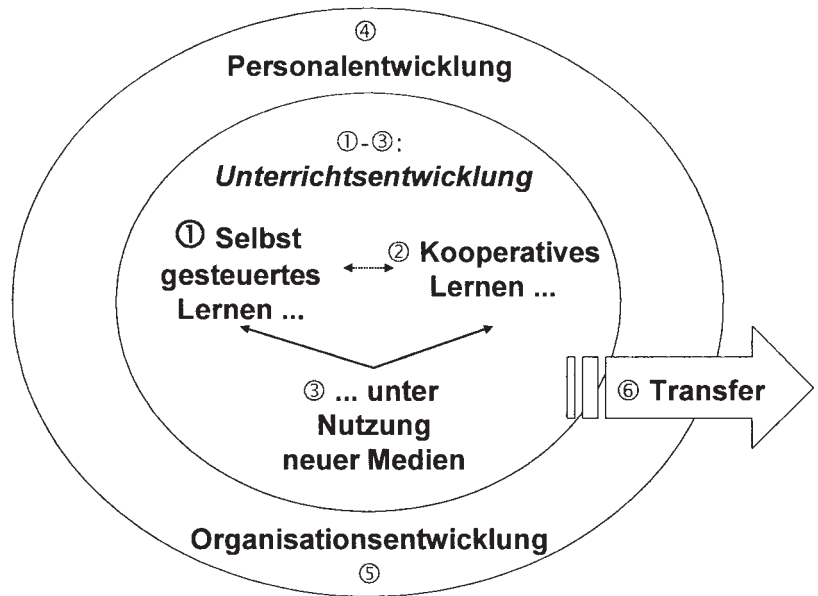 ④
Personalentwicklung
①-③:
Unterrichtsentwicklung
① Selbst
gesteuertes
Lernen ...
② Kooperatives
Lernen ...
③ ... unter
Nutzung
neuer Medien
⑥ Transfer
Organisationsentwicklung
⑤